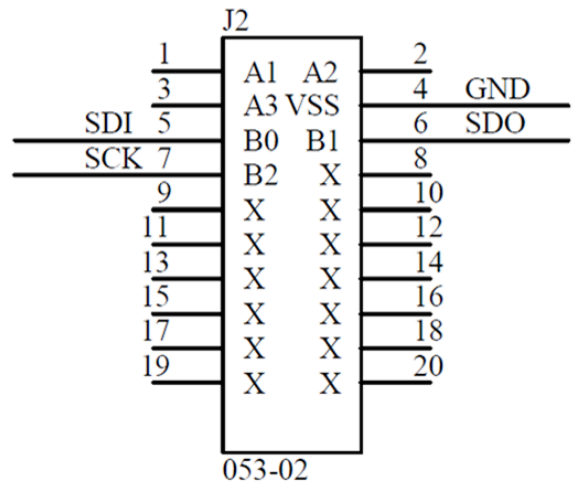 J2
1 A1 A2 2
3 A3 VSS 4 GND
SDI 5 B0 B1 6 SDO
SCK 7 B2 X 8
9 X X 10
11 X X 12
13 X X 14
15 X X 16
17 X X 18
19 X X 20
053-02